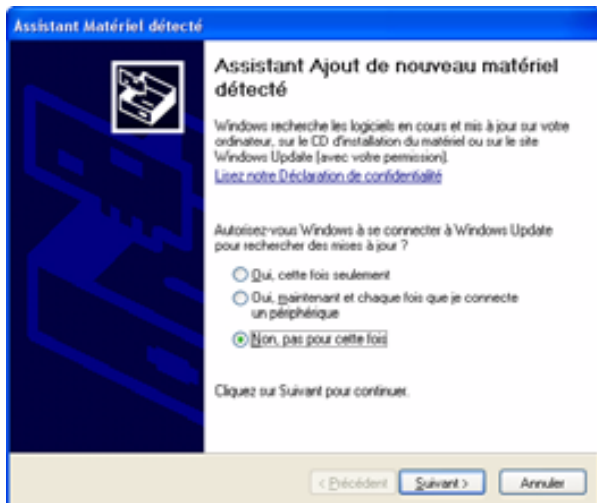 Assistant Matériel détecté
Assistant Ajout de nouveau matériel
détecté
Windows recherche les logiciels en cours et mis à jour sur votre
ordinateur, sur le CD d'installation du matériel ou sur le site
Windows Update (avec votre permission).
Lisez notre Déclaration de confidentialité
Autorisez-vous Windows à se connecter à Windows Update
pour rechercher des mises à jour ?
Oui, cette fois seulement
Oui, maintenant et chaque fois que je connecte
un périphérique
Non, pas pour cette fois
Cliquez sur Suivant pour continuer.
< Précédent Suivant > Annuler